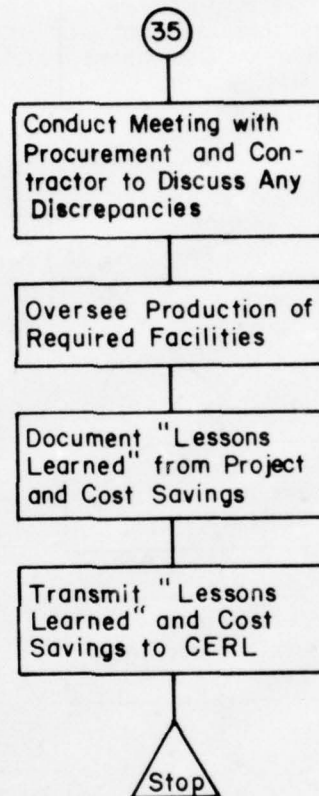 35
Conduct Meeting with
Procurement and Con-
tractor to Discuss Any
Discrepancies
Oversee Production of
Required Facilities
Document "Lessons
Learned" from Project
and Cost Savings
Transmit "Lessons
Learned" and Cost
Savings to CERL
Stop